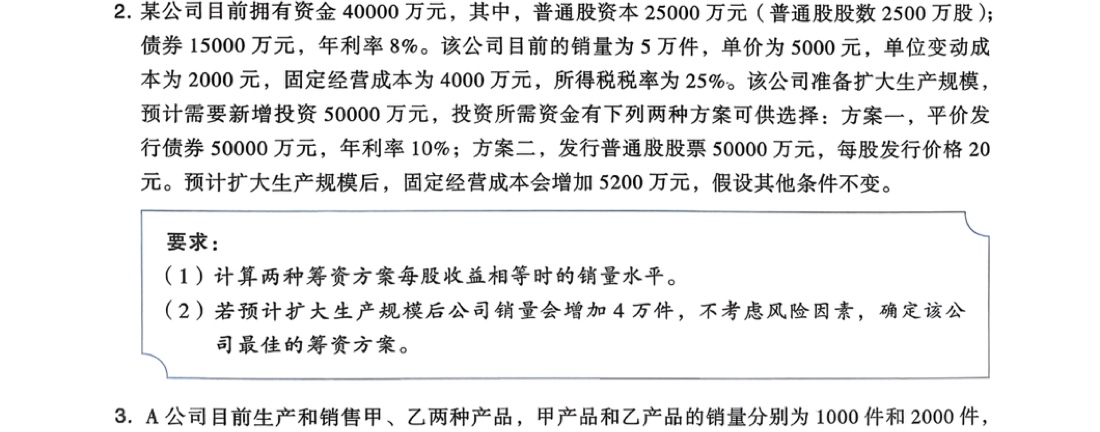 2. 某公司目前拥有资金 40000 万元，其中，普通股资本 25000 万元（普通股股数 2500 万股）；
债券 15000 万元，年利率 8%。该公司目前的销量为 5 万件，单价为 5000 元，单位变动成
本为 2000 元，固定经营成本为 4000 万元，所得税税率为 25%。该公司准备扩大生产规模，
预计需要新增投资 50000 万元，投资所需资金有下列两种方案可供选择：方案一，平价发
行债券 50000 万元，年利率 10%；方案二，发行普通股股票 50000 万元，每股发行价格 20
元。预计扩大生产规模后，固定经营成本会增加 5200 万元，假设其他条件不变。
要求：
（1）计算两种筹资方案每股收益相等时的销量水平。
（2）若预计扩大生产规模后公司销量会增加 4 万件，不考虑风险因素，确定该公
司最佳的筹资方案。
3. A 公司目前生产和销售甲、乙两种产品，甲产品和乙产品的销量分别为 1000 件和 2000 件，